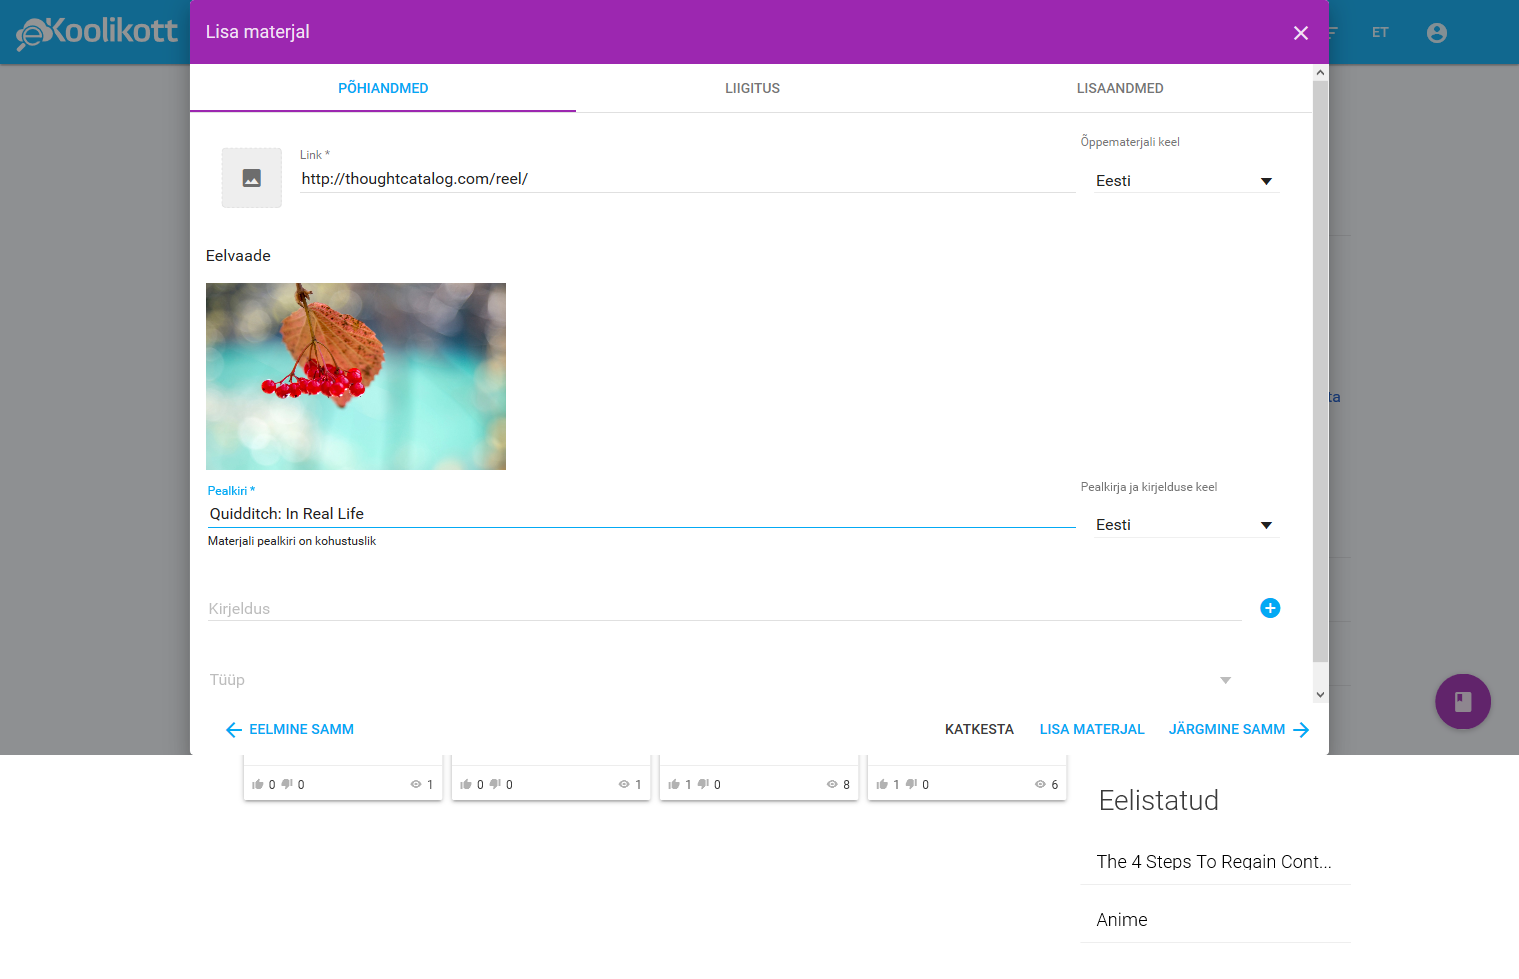 eKoolikott
Lisa materjal
ET
PÕHIANDMED
LIIGITUS
LISAANDMED
Link *
http://thoughtcatalog.com/reel/
Õppematerjali keel
Eesti
Eelvaade
ta
Pealkiri *
Quidditch: In Real Life
Materjali pealkiri on kohustuslik
Pealkirja ja kirjelduse keel
Eesti
Kirjeldus
Tüüp
EELMINE SAMM
KATKESTA
LISA MATERJAL
JÄRGMINE SAMM
0 0 1
0 0 1
1 0 8
1 0 6
Eelistatud
The 4 Steps To Regain Cont...
Anime